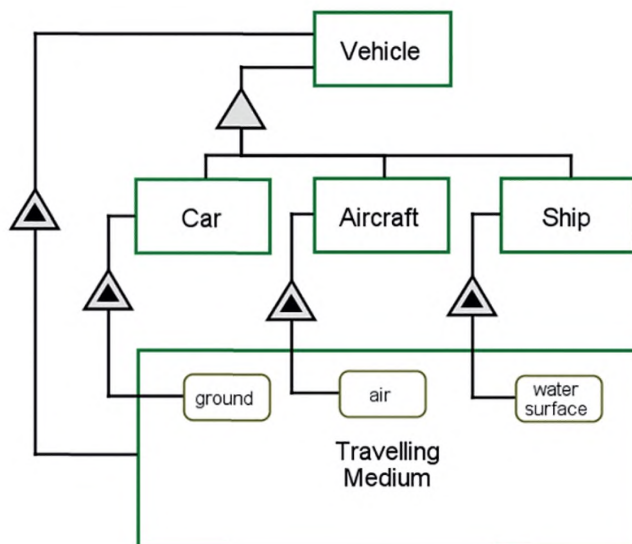 Vehicle
Car
Aircraft
Ship
ground
air
water
surface
Travelling
Medium